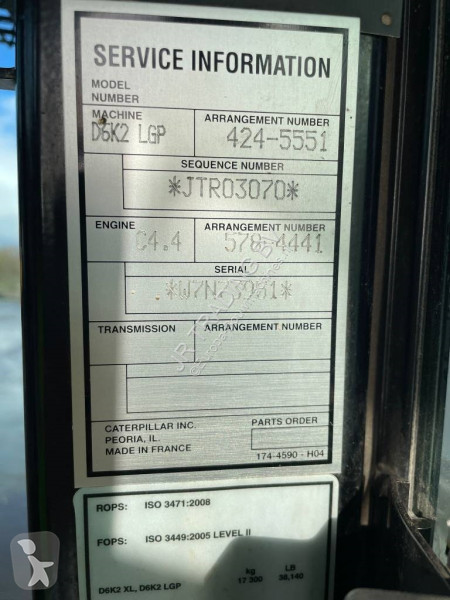 SERVICE INFORMATION
MODEL
NUMBER
MACHINE ARRANGEMENT NUMBER
D6K2 LGP 424-5551
SEQUENCE NUMBER
*JTR03070*
ENGINE ARRANGEMENT NUMBER
C4.4 578-4441
SERIAL
TRANSMISSION ARRANGEMENT NUMBER
CATERPILLAR INC.
PEORIA, IL.
MADE IN FRANCE
PARTS ORDER
174-4590 - H04
ROPS: ISO 3471:2008
FOPS: ISO 3449:2005 LEVEL II
kg LB
D6K2 XL, D6K2 LGP 17 300 38,140